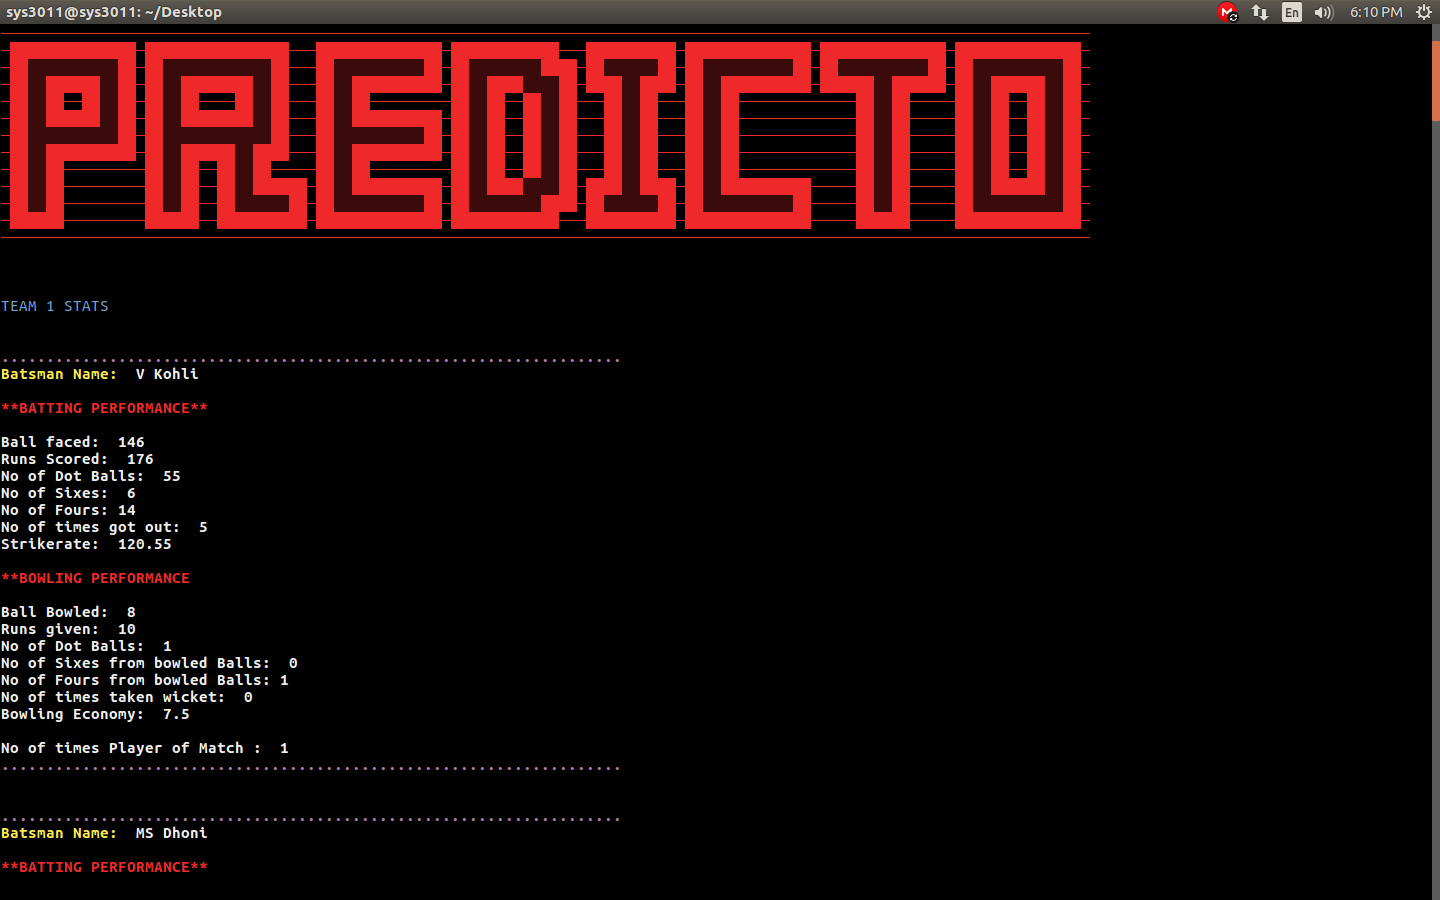 sys3011@sys3011: ~/Desktop
En
6:10 PM
PREDICTO
TEAM 1 STATS
......................................................................
Batsman Name:  V Kohli
**BATTING PERFORMANCE**
Ball faced:  146
Runs Scored:  176
No of Dot Balls:  55
No of Sixes:  6
No of Fours: 14
No of times got out:  5
Strikerate:  120.55
**BOWLING PERFORMANCE
Ball Bowled:  8
Runs given:  10
No of Dot Balls:  1
No of Sixes from bowled Balls:  0
No of Fours from bowled Balls: 1
No of times taken wicket:  0
Bowling Economy:  7.5
No of times Player of Match :  1
......................................................................
......................................................................
Batsman Name:  MS Dhoni
**BATTING PERFORMANCE**